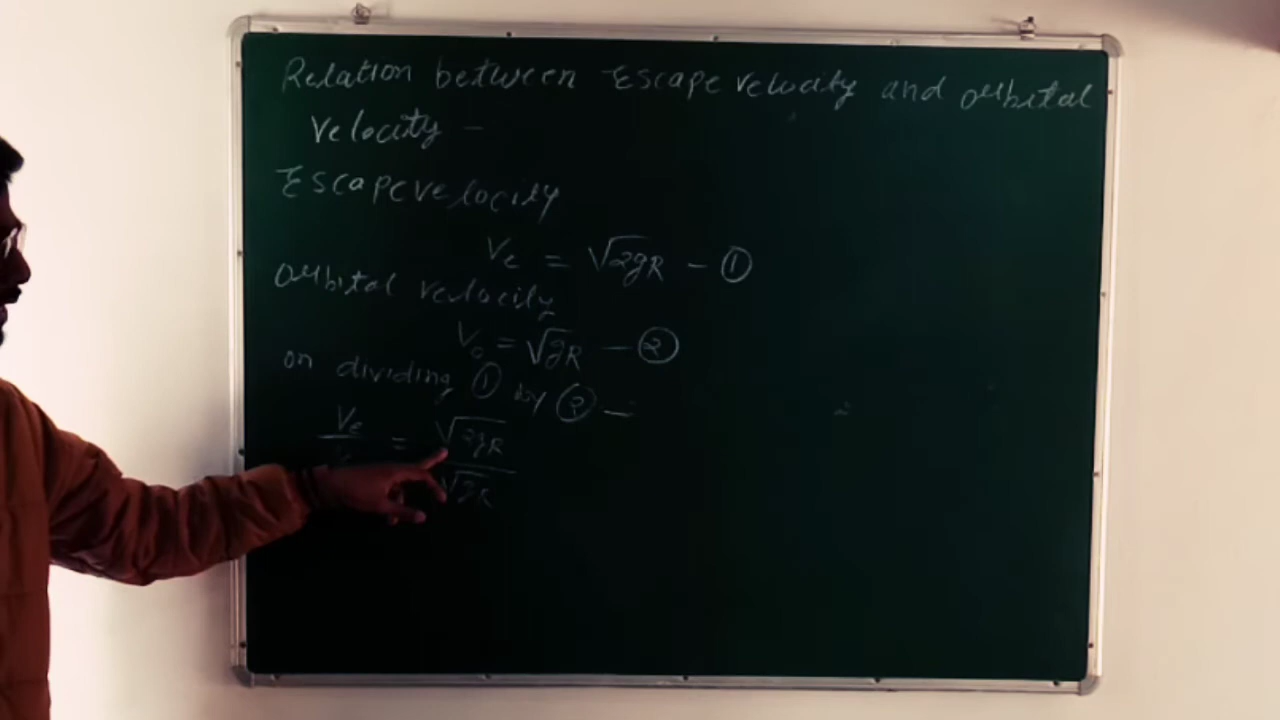 Relation between Escape velocity and orbital
velocity -
Escape velocity
Ve = √2gR - ①
orbital velocity
Vo = √gR - ②
on dividing ① by ② -
Ve = √2gR
√gR